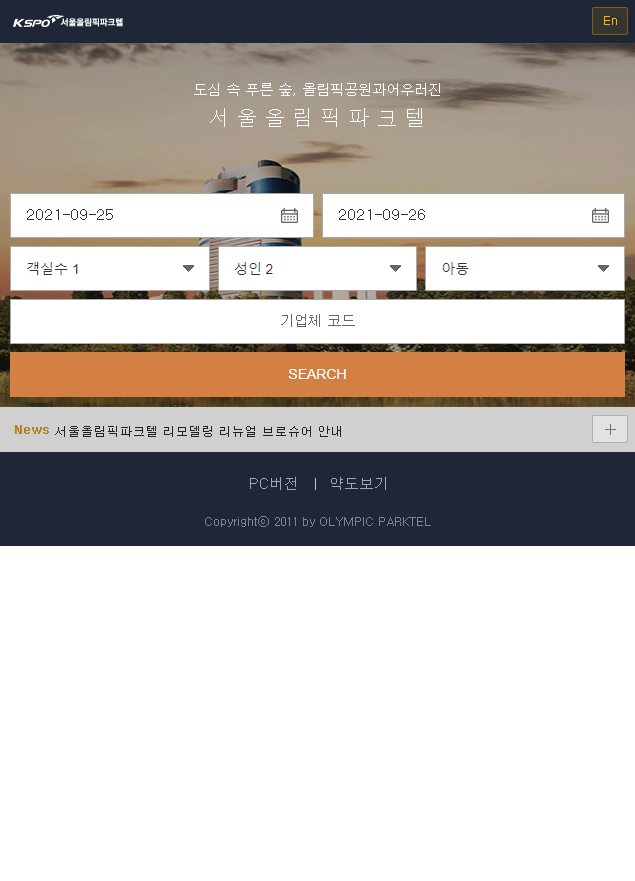 KSPO 서울올림픽파크텔
En
도심 속 푸른 숲, 올림픽공원과어우러진
서울올림픽파크텔
2021-09-25
2021-09-26
객실수 1
성인 2
아동
기업체 코드
SEARCH
News 서울올림픽파크텔 리모델링 리뉴얼 브로슈어 안내
PC버전 | 약도보기
Copyrightⓒ 2011 by OLYMPIC PARKTEL